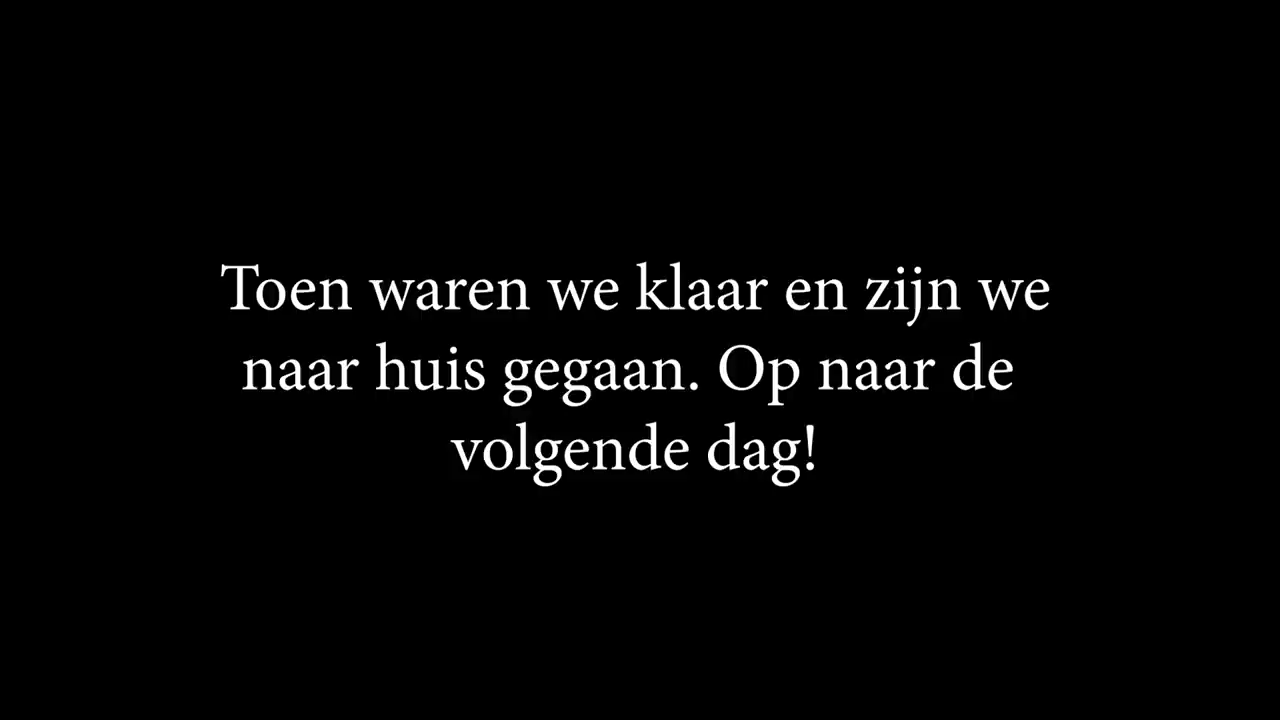 Toen waren we klaar en zijn we
naar huis gegaan. Op naar de
volgende dag!